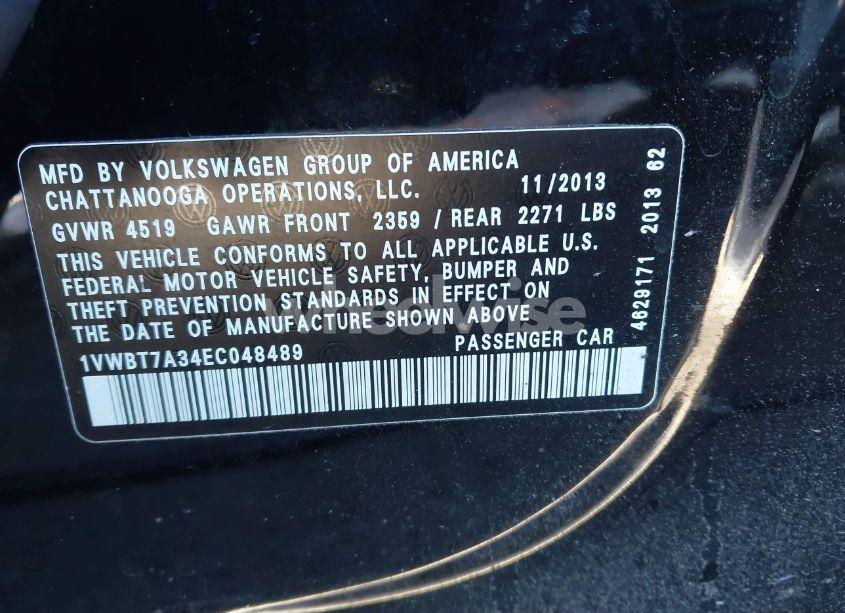 MFD BY VOLKSWAGEN GROUP OF AMERICA
CHATTANOOGA OPERATIONS, LLC. 11/2013
GVWR 4519 GAWR FRONT 2359 / REAR 2271 LBS
THIS VEHICLE CONFORMS TO ALL APPLICABLE U.S.
FEDERAL MOTOR VEHICLE SAFETY, BUMPER AND
THEFT PREVENTION STANDARDS IN EFFECT ON
THE DATE OF MANUFACTURE SHOWN ABOVE
1VWBT7A34EC048489 PASSENGER CAR
4629171 2013 62